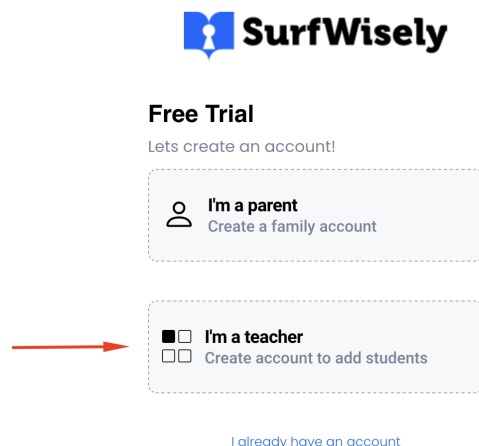 SurfWisely
Free Trial
Lets create an account!
I'm a parent
Create a family account
I'm a teacher
Create account to add students
I already have an account